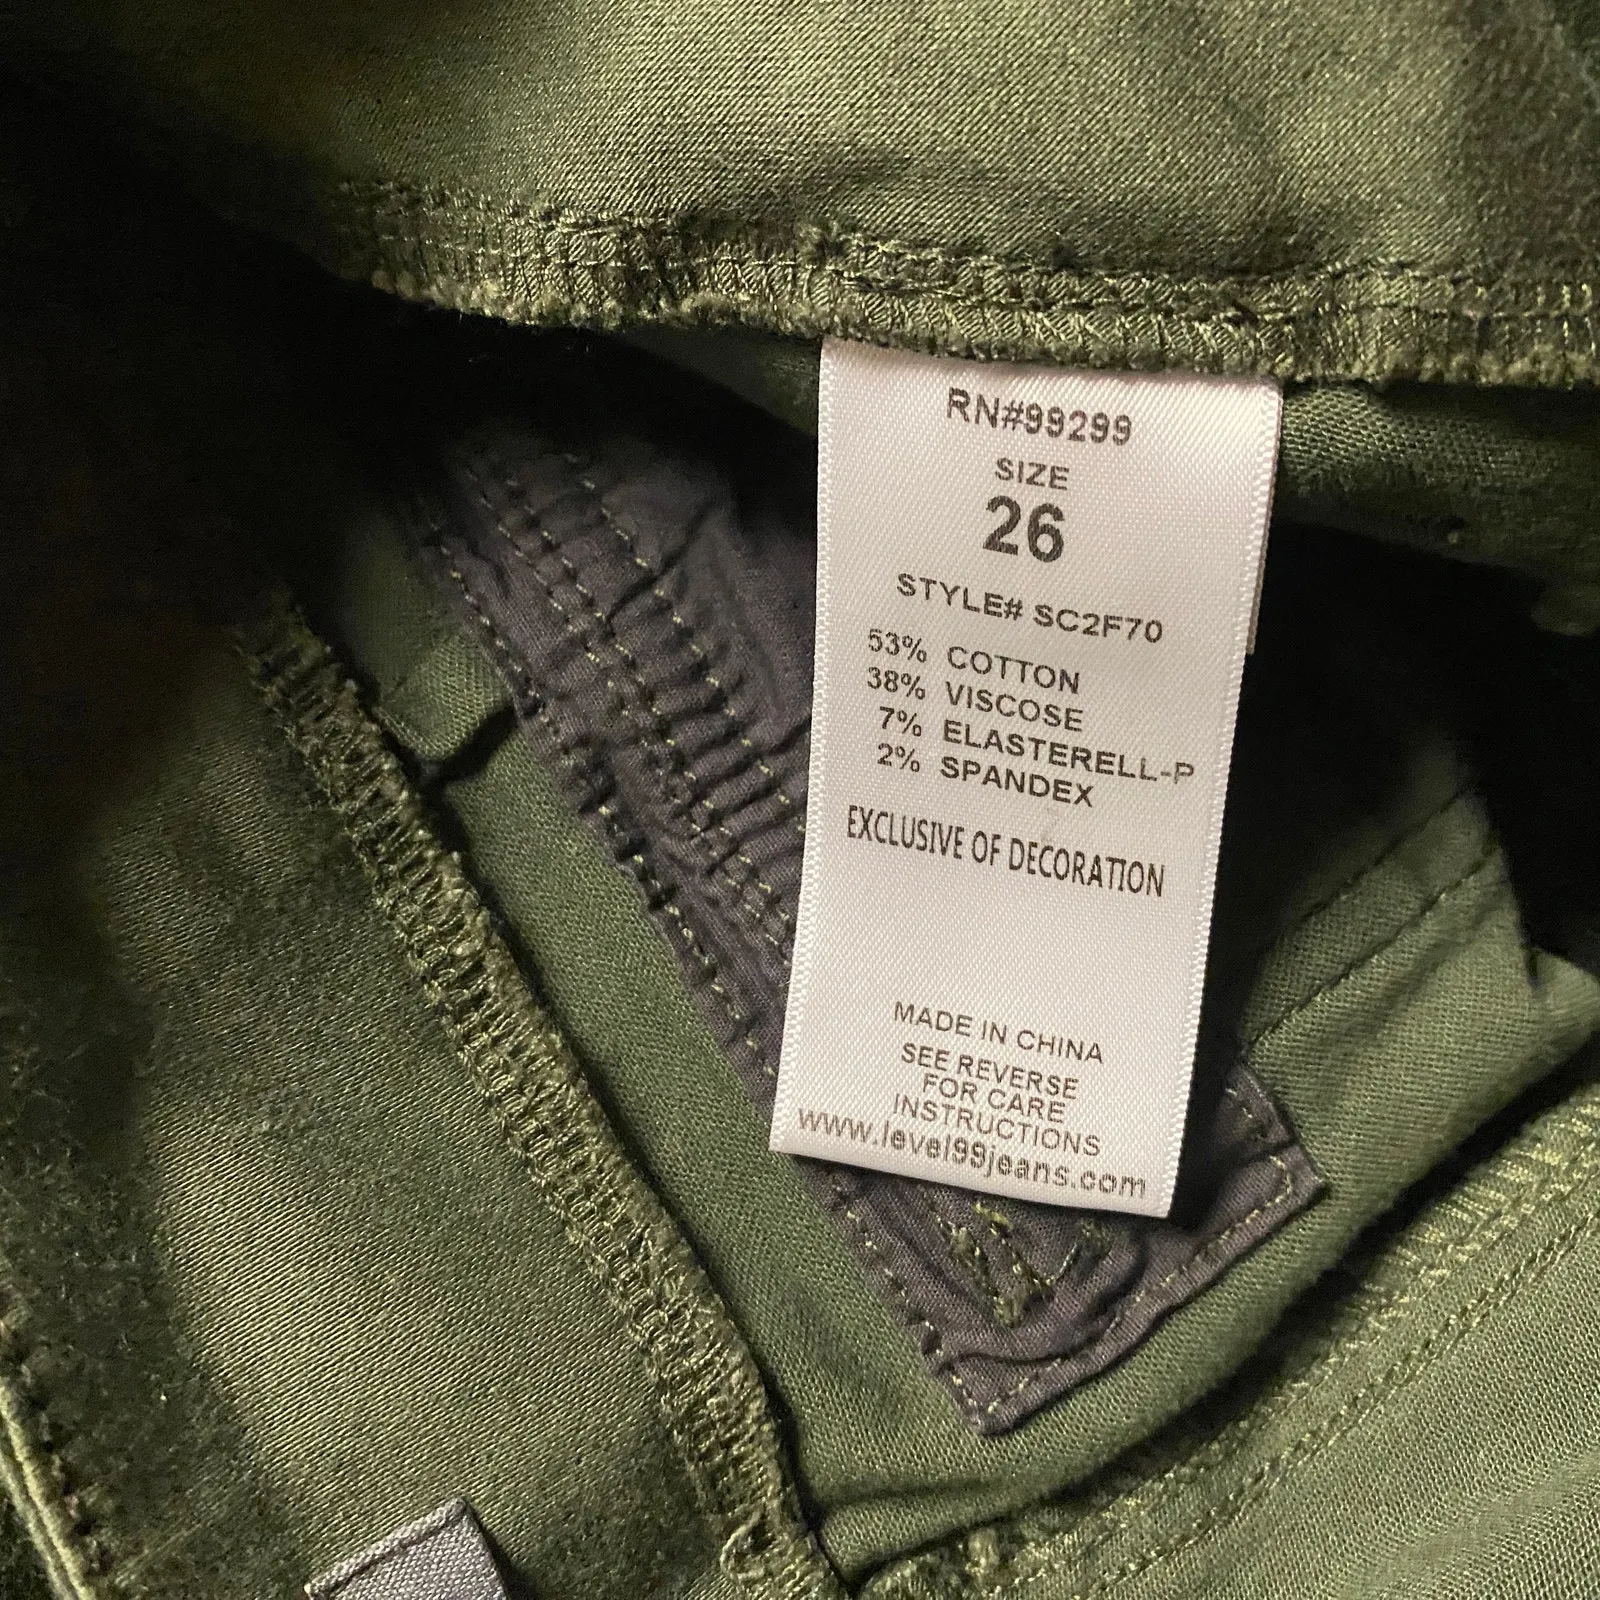 RN#99299
SIZE
26
STYLE# SC2F70
53% COTTON
38% VISCOSE
7% ELASTERELL-P
2% SPANDEX
EXCLUSIVE OF DECORATION
MADE IN CHINA
SEE REVERSE
FOR CARE
INSTRUCTIONS
www.level99jeans.com